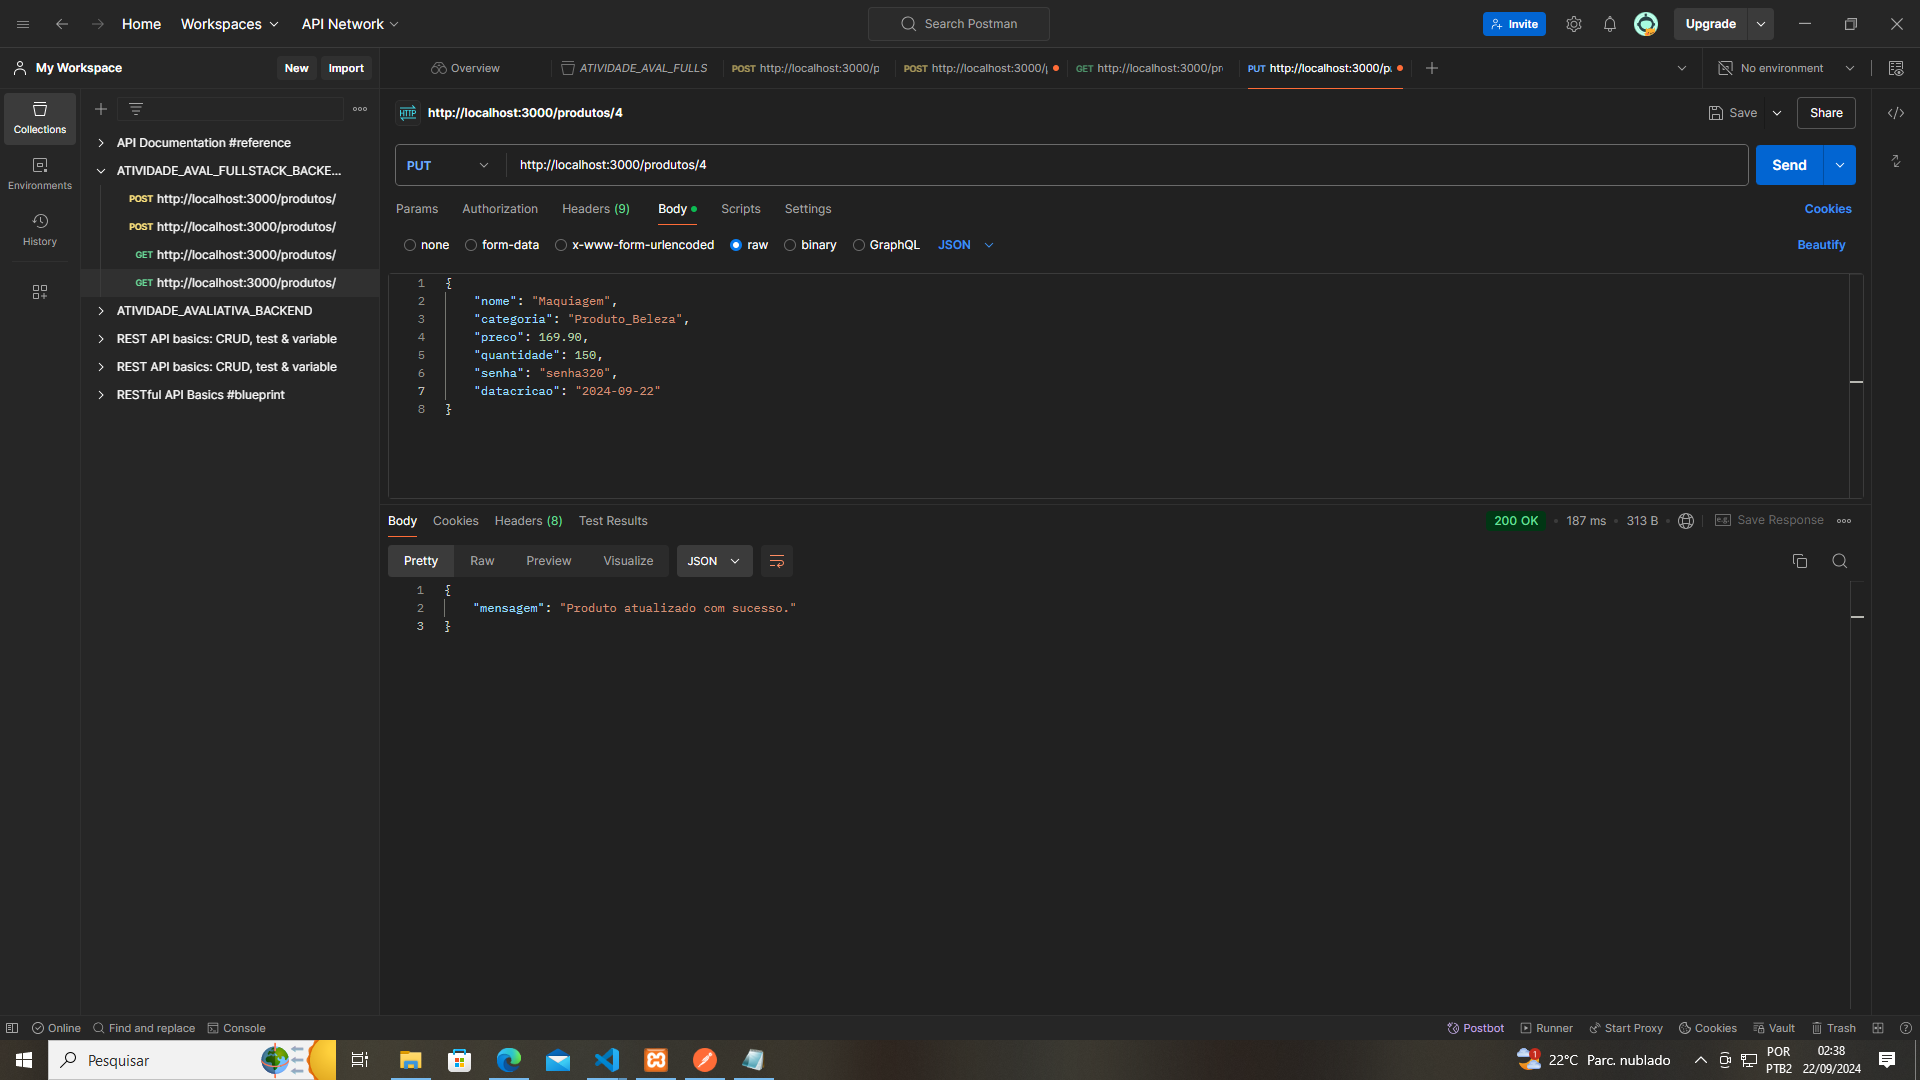 Home
Workspaces
API Network
Search Postman
Invite
Upgrade
My Workspace
New
Import
Overview
ATIVIDADE_AVAL_FULLS
POST http://localhost:3000/p
POST http://localhost:3000/p
GET http://localhost:3000/pr
PUT http://localhost:3000/p
No environment
Collections
Environments
History
API Documentation #reference
ATIVIDADE_AVAL_FULLSTACK_BACKE...
POST http://localhost:3000/produtos/
POST http://localhost:3000/produtos/
GET http://localhost:3000/produtos/
GET http://localhost:3000/produtos/
ATIVIDADE_AVALIATIVA_BACKEND
REST API basics: CRUD, test & variable
REST API basics: CRUD, test & variable
RESTful API Basics #blueprint
HTTP http://localhost:3000/produtos/4
Save
Share
PUT
http://localhost:3000/produtos/4
Send
Params
Authorization
Headers (9)
Body
Scripts
Settings
Cookies
none
form-data
x-www-form-urlencoded
raw
binary
GraphQL
JSON
Beautify
1 {
2 "nome": "Maquiagem",
3 "categoria": "Produto_Beleza",
4 "preco": 169.90,
5 "quantidade": 150,
6 "senha": "senha320",
7 "datacricao": "2024-09-22"
8 }
Body
Cookies
Headers (8)
Test Results
200 OK
187 ms
313 B
e.g.
Save Response
Pretty
Raw
Preview
Visualize
JSON
1 {
2 "mensagem": "Produto atualizado com sucesso."
3 }
Online
Find and replace
Console
Postbot
Runner
Start Proxy
Cookies
Vault
Trash
Pesquisar
1
22°C
Parc. nublado
POR
PTB2
02:38
22/09/2024